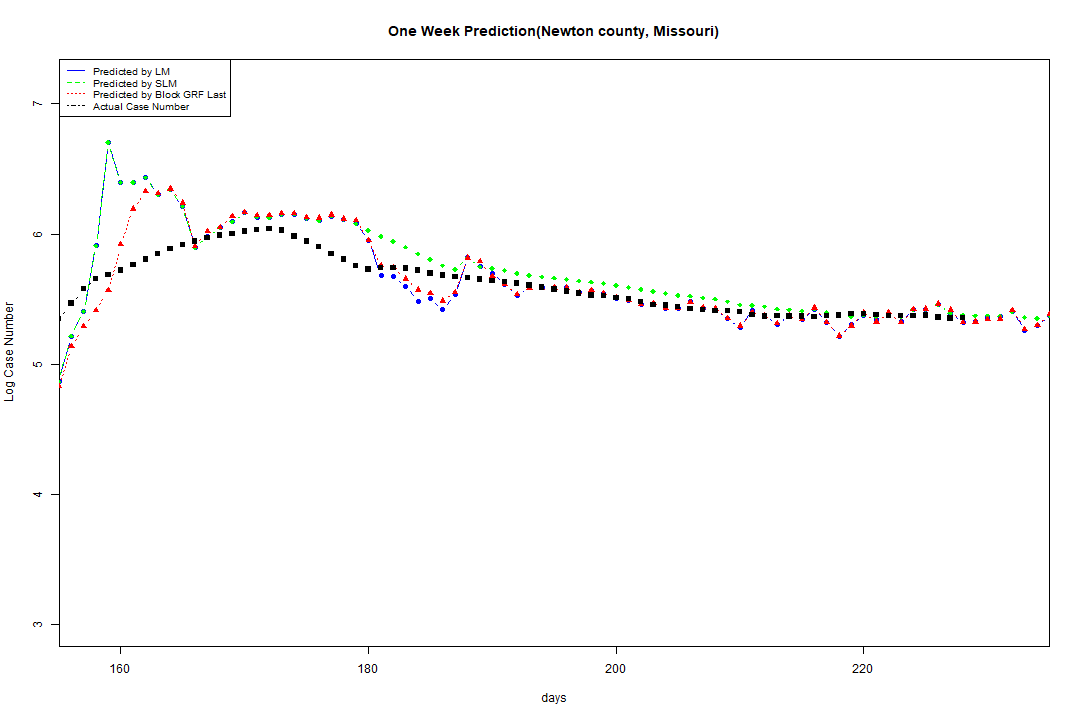 One Week Prediction(Newton county, Missouri)
Predicted by LM
Predicted by SLM
Predicted by Block GRF Last
Actual Case Number
7
6
5
4
3
Log Case Number
160 180 200 220
days